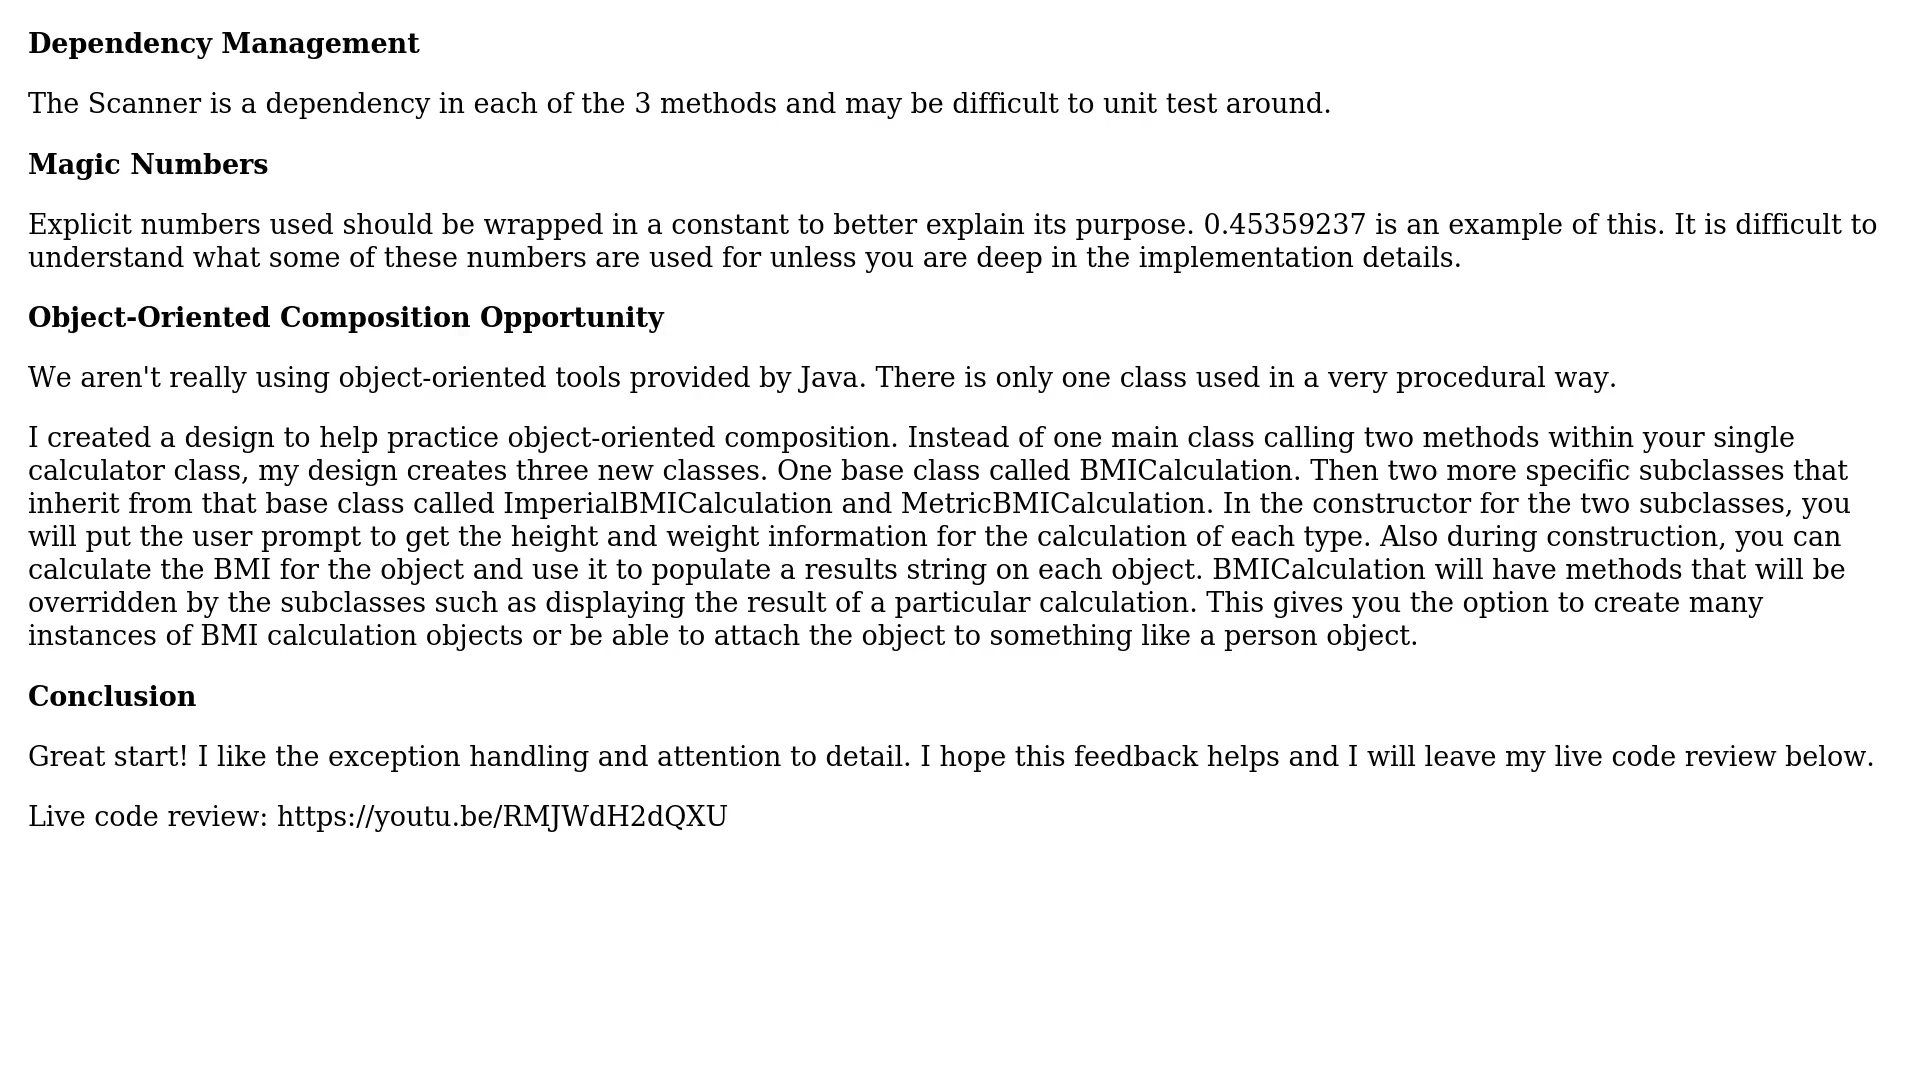 Dependency Management
The Scanner is a dependency in each of the 3 methods and may be difficult to unit test around.
Magic Numbers
Explicit numbers used should be wrapped in a constant to better explain its purpose. 0.45359237 is an example of this. It is difficult to
understand what some of these numbers are used for unless you are deep in the implementation details.
Object-Oriented Composition Opportunity
We aren't really using object-oriented tools provided by Java. There is only one class used in a very procedural way.
I created a design to help practice object-oriented composition. Instead of one main class calling two methods within your single
calculator class, my design creates three new classes. One base class called BMICalculation. Then two more specific subclasses that
inherit from that base class called ImperialBMICalculation and MetricBMICalculation. In the constructor for the two subclasses, you
will put the user prompt to get the height and weight information for the calculation of each type. Also during construction, you can
calculate the BMI for the object and use it to populate a results string on each object. BMICalculation will have methods that will be
overridden by the subclasses such as displaying the result of a particular calculation. This gives you the option to create many
instances of BMI calculation objects or be able to attach the object to something like a person object.
Conclusion
Great start! I like the exception handling and attention to detail. I hope this feedback helps and I will leave my live code review below.
Live code review: https://youtu.be/RMJWdH2dQXU